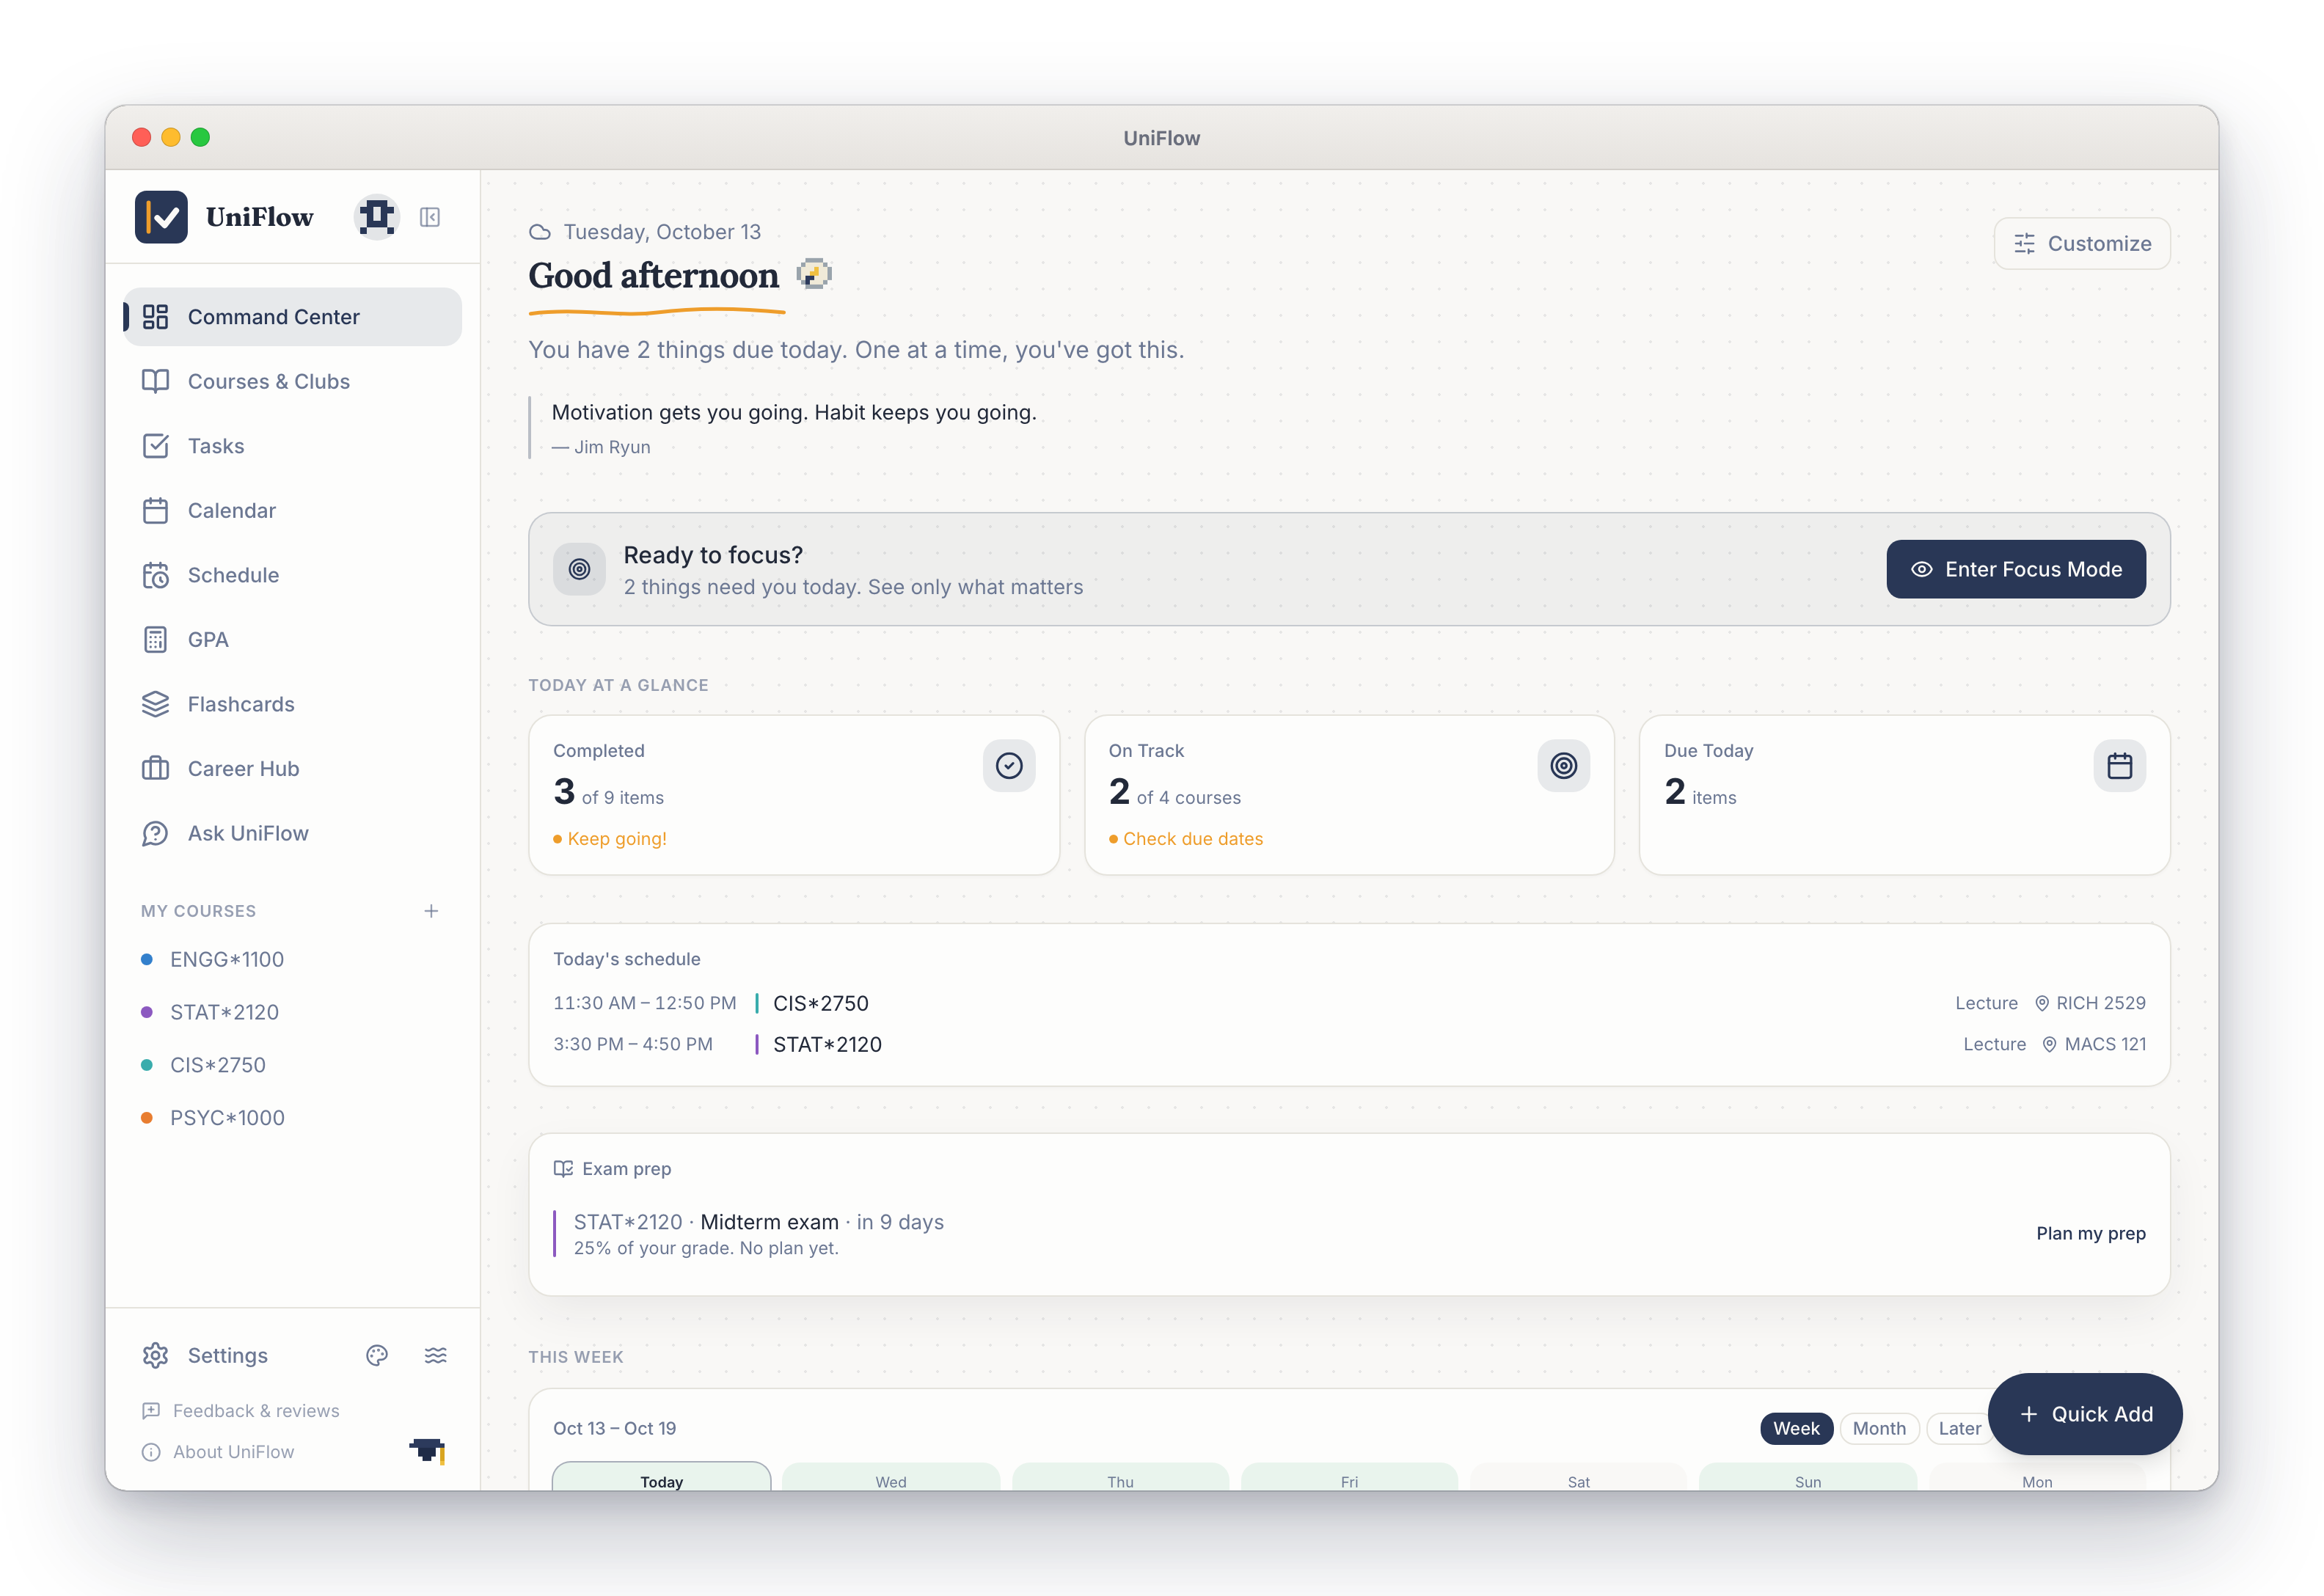 UniFlow
UniFlow
Command Center
Courses & Clubs
Tasks
Calendar
Schedule
GPA
Flashcards
Career Hub
Ask UniFlow
MY COURSES
ENGG*1100
STAT*2120
CIS*2750
PSYC*1000
Settings
Feedback & reviews
About UniFlow
Tuesday, October 13
Customize
Good afternoon
You have 2 things due today. One at a time, you've got this.
Motivation gets you going. Habit keeps you going.
— Jim Ryun
Ready to focus?
2 things need you today. See only what matters
Enter Focus Mode
TODAY AT A GLANCE
Completed
3 of 9 items
Keep going!
On Track
2 of 4 courses
Check due dates
Due Today
2 items
Today's schedule
11:30 AM – 12:50 PM CIS*2750 Lecture RICH 2529
3:30 PM – 4:50 PM STAT*2120 Lecture MACS 121
Exam prep
STAT*2120 · Midterm exam · in 9 days
25% of your grade. No plan yet.
Plan my prep
THIS WEEK
Oct 13 – Oct 19
Week Month Later
Quick Add
Today Wed Thu Fri Sat Sun Mon